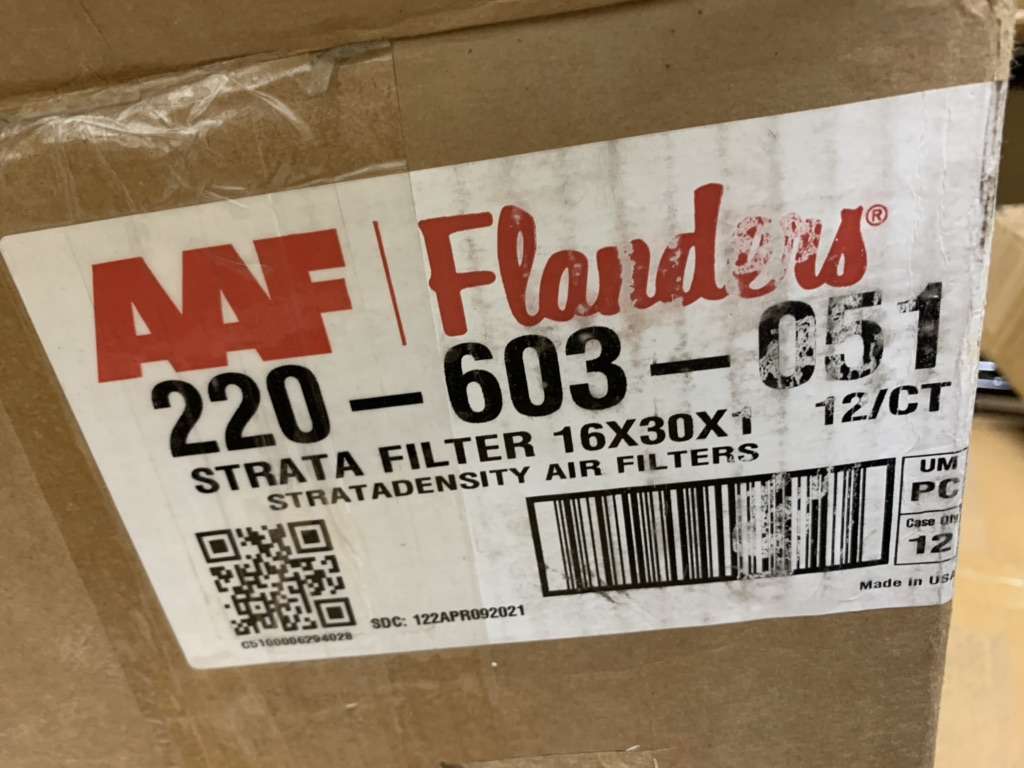 AAF | Flanders®
220-603-051
STRATA FILTER 16X30X1 12/CT
STRATADENSITY AIR FILTERS
UM
PC
Case Qty
12
Made in USA
SDC: 122APR092021
C5100006294028